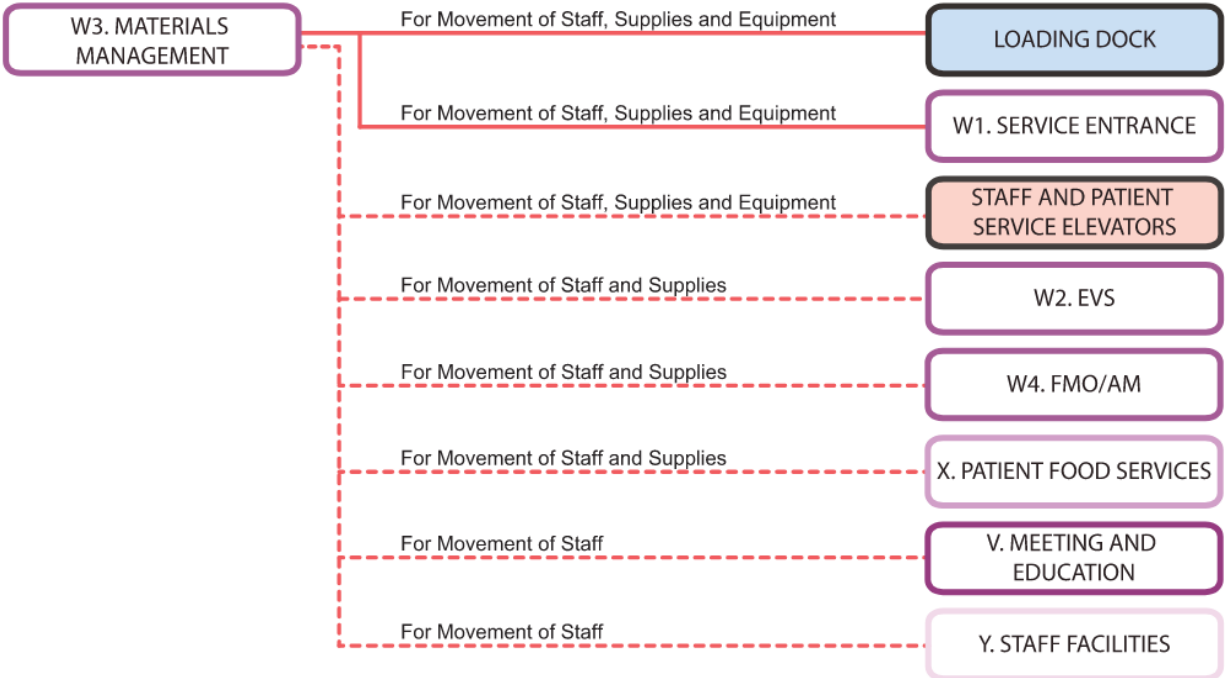 W3. MATERIALS
MANAGEMENT
For Movement of Staff, Supplies and Equipment
LOADING DOCK
For Movement of Staff, Supplies and Equipment
W1. SERVICE ENTRANCE
For Movement of Staff, Supplies and Equipment
STAFF AND PATIENT
SERVICE ELEVATORS
For Movement of Staff and Supplies
W2. EVS
For Movement of Staff and Supplies
W4. FMO/AM
For Movement of Staff and Supplies
X. PATIENT FOOD SERVICES
For Movement of Staff
V. MEETING AND
EDUCATION
For Movement of Staff
Y. STAFF FACILITIES